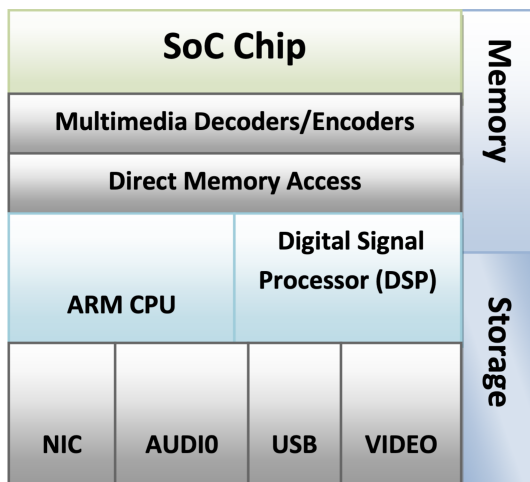 SoC Chip
Multimedia Decoders/Encoders
Direct Memory Access
ARM CPU
Digital Signal
Processor (DSP)
NIC
AUDI0
USB
VIDEO
Memory
Storage